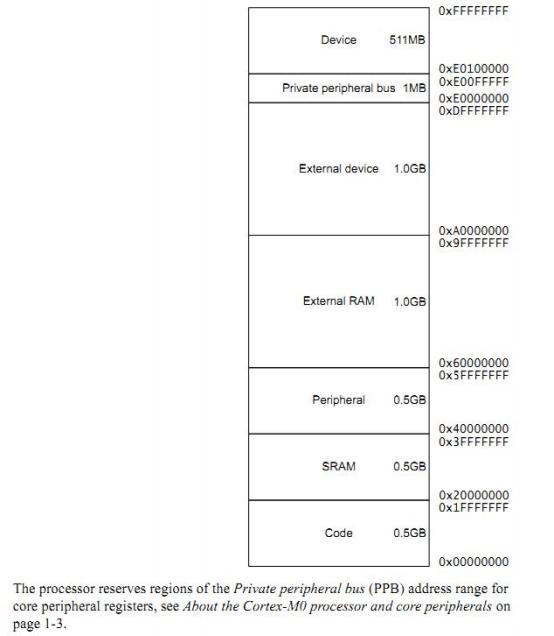 0xFFFFFFFF
Device 511MB
0xE0100000
0xE00FFFFF
Private peripheral bus 1MB
0xE0000000
0xDFFFFFFF
External device 1.0GB
0xA0000000
0x9FFFFFFF
External RAM 1.0GB
0x60000000
0x5FFFFFFF
Peripheral 0.5GB
0x40000000
0x3FFFFFFF
SRAM 0.5GB
0x20000000
0x1FFFFFFF
Code 0.5GB
0x00000000
The processor reserves regions of the Private peripheral bus (PPB) address range for
core peripheral registers, see About the Cortex-M0 processor and core peripherals on
page 1-3.